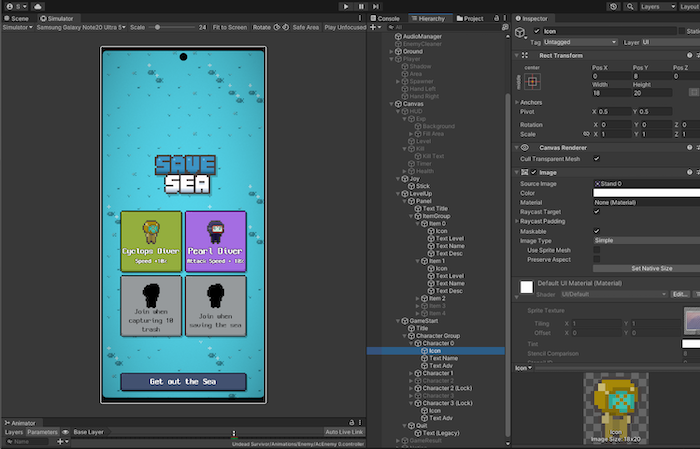 S
Layers
Layout
Scene
Simulator
Simulator
Samsung Galaxy Note20 Ultra 5
Scale
24
Fit to Screen
Rotate
Safe Area
Play Unfocused
SAVE
SEA
Cyclops Diver
Speed +10%
Pearl Diver
Attack Speed + 10%
Join when
capturing 10
trash
Join when
saving the sea
Get out the Sea
Animator
Layers
Parameters
Base Layer
Auto Live Link
Name
Undead Survivor/Animations/Enemy/AcEnemy 0.controller
Console
Hierarchy
Project
All
AudioManager
EnemyCleaner
Ground
Player
Shadow
Area
Spawner
Hand Left
Hand Right
Canvas
HUD
Exp
Background
Fill Area
Level
Kill
Kill Text
Timer
Health
Joy
Stick
LevelUp
Panel
Text Title
ItemGroup
Item 0
Icon
Text Level
Text Name
Text Desc
Item 1
Icon
Text Level
Text Name
Text Desc
Item 2
Item 3
Item 4
GameStart
Title
Character Group
Character 0
Icon
Text Name
Text Adv
Character 1
Character 2
Character 2 (Lock)
Character 3
Character 3 (Lock)
Icon
Text Adv
Quit
Text (Legacy)
GameResult
Inspector
Icon
Static
Tag
Untagged
Layer
UI
Rect Transform
center
Pos X
Pos Y
Pos Z
0
8
0
Width
Height
18
20
Anchors
Pivot
X 0.5
Y 0.5
Rotation
X 0
Y 0
Z 0
Scale
X 1
Y 1
Z 1
Canvas Renderer
Cull Transparent Mesh
Image
Source Image
Stand 0
Color
Material
None (Material)
Raycast Target
Raycast Padding
Maskable
Image Type
Simple
Use Sprite Mesh
Preserve Aspect
Set Native Size
Default UI Material (Material)
Shader
UI/Default
Edit...
Sprite Texture
Tiling
X 1
Y 1
Offset
X 0
Y 0
Tint
Stencil Comparison
8
Icon
Icon
Image Size: 18x20